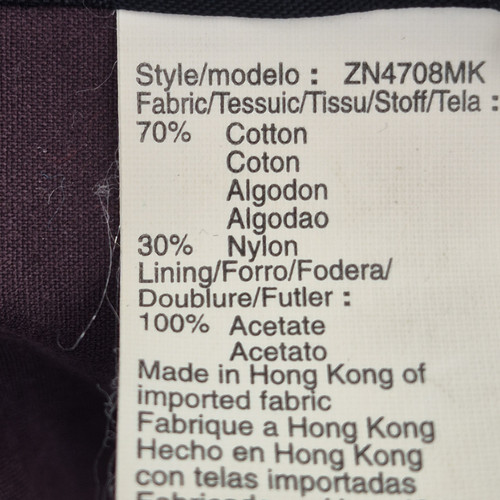 Style/modelo : ZN4708MK
Fabric/Tessuic/Tissu/Stoff/Tela :
70% Cotton
Coton
Algodon
Algodao
30% Nylon
Lining/Forro/Fodera/
Doublure/Futler :
100% Acetate
Acetato
Made in Hong Kong of
imported fabric
Fabrique a Hong Kong
Hecho en Hong Kong
con telas importadas